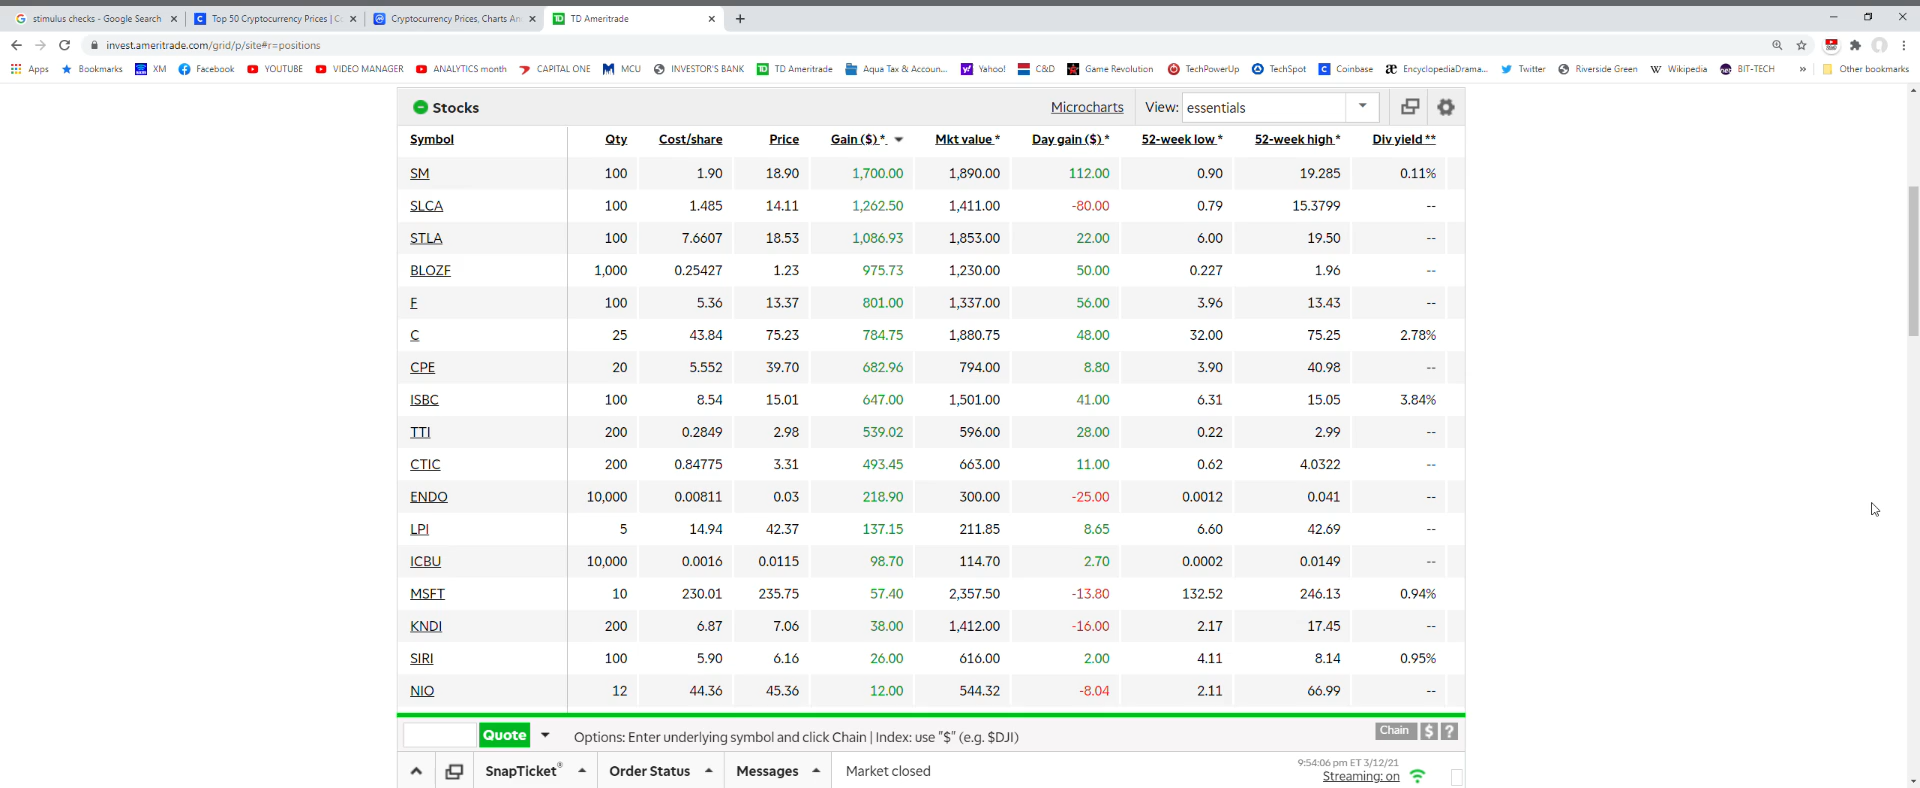 stimulus checks - Google Search
Top 50 Cryptocurrency Prices | Co
Cryptocurrency Prices, Charts An
TD Ameritrade
invest.ameritrade.com/grid/p/site#r=positions
Apps Bookmarks XM Facebook YOUTUBE VIDEO MANAGER ANALYTICS month CAPITAL ONE MCU INVESTOR'S BANK TD Ameritrade Aqua Tax & Accoun... Yahoo! C&D Game Revolution TechPowerUp TechSpot Coinbase EncyclopediaDrama... Twitter Riverside Green Wikipedia BIT-TECH » Other bookmarks
Stocks Microcharts View: essentials
Symbol Qty Cost/share Price Gain ($) * Mkt value * Day gain ($) * 52-week low * 52-week high * Div yield **
SM 100 1.90 18.90 1,700.00 1,890.00 112.00 0.90 19.285 0.11%
SLCA 100 1.485 14.11 1,262.50 1,411.00 -80.00 0.79 15.3799 --
STLA 100 7.6607 18.53 1,086.93 1,853.00 22.00 6.00 19.50 --
BLOZF 1,000 0.25427 1.23 975.73 1,230.00 50.00 0.227 1.96 --
F 100 5.36 13.37 801.00 1,337.00 56.00 3.96 13.43 --
C 25 43.84 75.23 784.75 1,880.75 48.00 32.00 75.25 2.78%
CPE 20 5.552 39.70 682.96 794.00 8.80 3.90 40.98 --
ISBC 100 8.54 15.01 647.00 1,501.00 41.00 6.31 15.05 3.84%
TTI 200 0.2849 2.98 539.02 596.00 28.00 0.22 2.99 --
CTIC 200 0.84775 3.31 493.45 663.00 11.00 0.62 4.0322 --
ENDO 10,000 0.00811 0.03 218.90 300.00 -25.00 0.0012 0.041 --
LPI 5 14.94 42.37 137.15 211.85 8.65 6.60 42.69 --
ICBU 10,000 0.0016 0.0115 98.70 114.70 2.70 0.0002 0.0149 --
MSFT 10 230.01 235.75 57.40 2,357.50 -13.80 132.52 246.13 0.94%
KNDI 200 6.87 7.06 38.00 1,412.00 -16.00 2.17 17.45 --
SIRI 100 5.90 6.16 26.00 616.00 2.00 4.11 8.14 0.95%
NIO 12 44.36 45.36 12.00 544.32 -8.04 2.11 66.99 --
Quote Options: Enter underlying symbol and click Chain | Index: use "$" (e.g. $DJI) Chain $ ?
SnapTicket® Order Status Messages Market closed
9:54:06 pm ET 3/12/21
Streaming: on